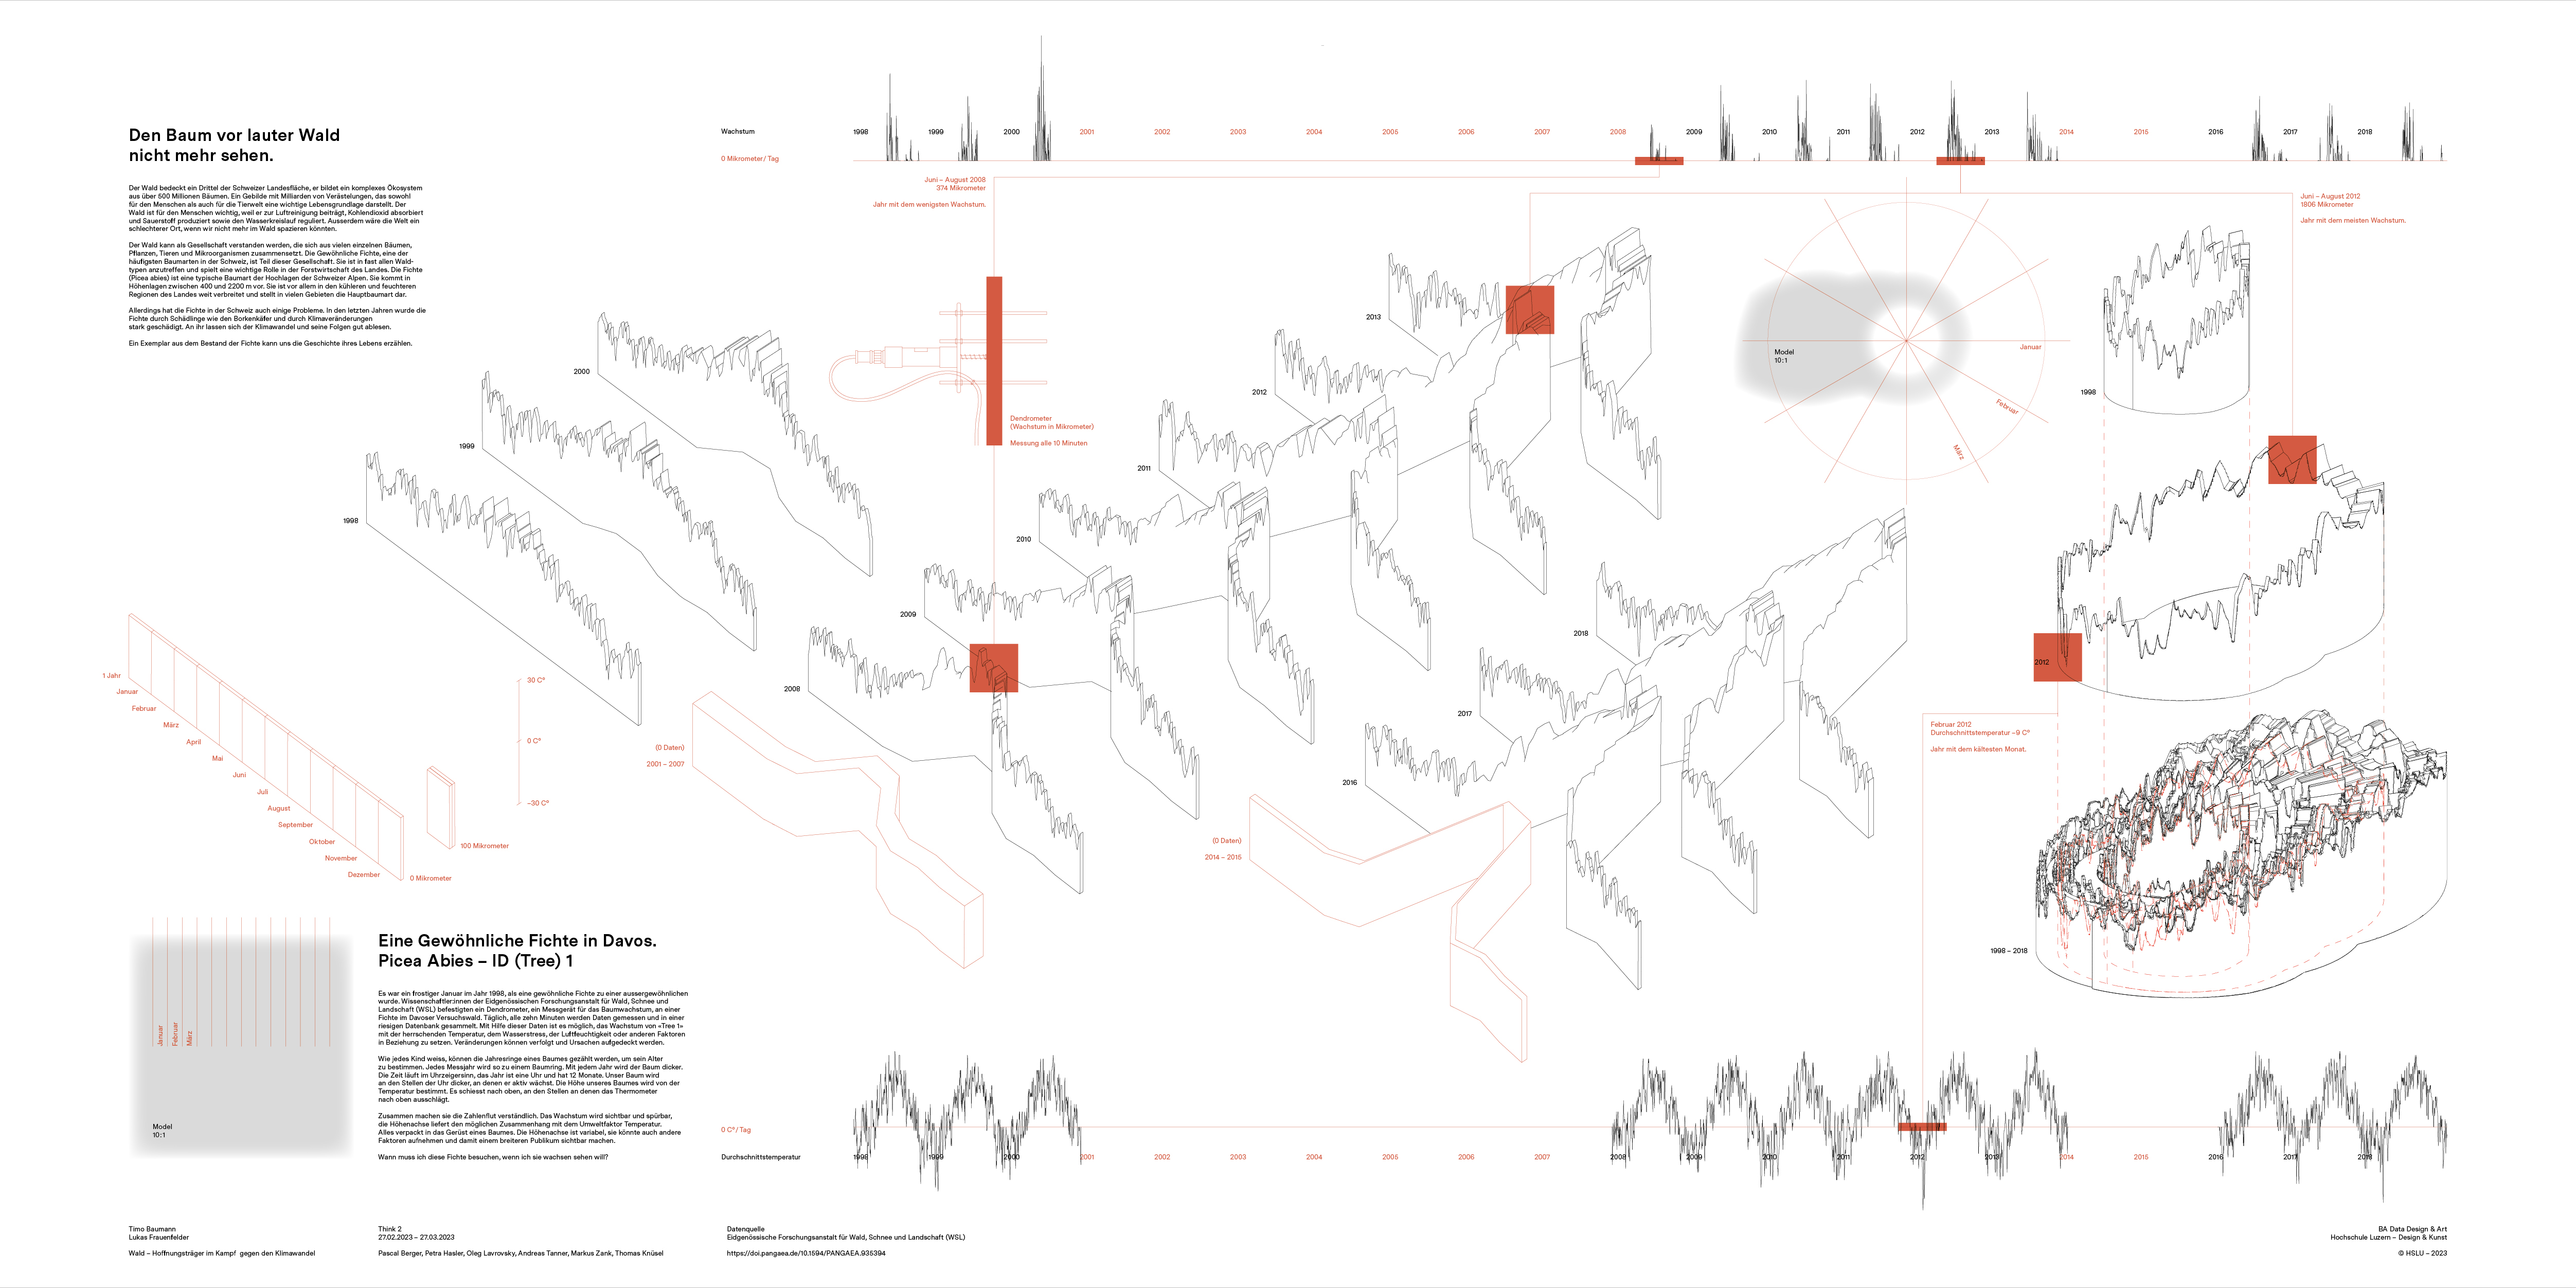 Den Baum vor lauter Wald
nicht mehr sehen.
Der Wald bedeckt ein Drittel der Schweizer Landesfläche, er bildet ein komplexes Ökosystem
aus über 500 Millionen Bäumen. Ein Gebilde mit Milliarden von Verästelungen, das sowohl
für den Menschen als auch für die Tierwelt eine wichtige Lebensgrundlage darstellt. Der
Wald ist für den Menschen wichtig, weil er zur Luftreinigung beiträgt, Kohlendioxid absorbiert
und Sauerstoff produziert sowie den Wasserkreislauf reguliert. Ausserdem wäre die Welt ein
schlechterer Ort, wenn wir nicht mehr im Wald spazieren könnten.
Der Wald kann als Gesellschaft verstanden werden, die sich aus vielen einzelnen Bäumen,
Pflanzen, Tieren und Mikroorganismen zusammensetzt. Die Gewöhnliche Fichte, eine der
häufigsten Baumarten in der Schweiz, ist Teil dieser Gesellschaft. Sie ist in fast allen Wald-
typen anzutreffen und spielt eine wichtige Rolle in der Forstwirtschaft des Landes. Die Fichte
(Picea abies) ist eine typische Baumart der Hochlagen der Schweizer Alpen. Sie kommt in
Höhenlagen zwischen 400 und 2200 m vor. Sie ist vor allem in den kühleren und feuchteren
Regionen des Landes weit verbreitet und stellt in vielen Gebieten die Hauptbaumart dar.
Allerdings hat die Fichte in der Schweiz auch einige Probleme. In den letzten Jahren wurde die
Fichte durch Schädlinge wie den Borkenkäfer und durch Klimaveränderungen
stark geschädigt. An ihr lassen sich der Klimawandel und seine Folgen gut ablesen.
Ein Exemplar aus dem Bestand der Fichte kann uns die Geschichte ihres Lebens erzählen.
Wachstum
1998 1999 2000 2001 2002 2003 2004 2005 2006 2007 2008 2009 2010 2011 2012 2013 2014 2015 2016 2017 2018
0 Mikrometer/ Tag
Juni – August 2008
374 Mikrometer
Jahr mit dem wenigsten Wachstum.
Juni – August 2012
1806 Mikrometer
Jahr mit dem meisten Wachstum.
Dendrometer
(Wachstum in Mikrometer)
Messung alle 10 Minuten
Model
10:1
Januar
Februar
März
2000
1999
1998
2013
2012
2011
2010
2009
2008
2018
2017
2016
1998
2012
1998 – 2018
Februar 2012
Durchschnittstemperatur –9 C°
Jahr mit dem kältesten Monat.
1 Jahr
Januar
Februar
März
April
Mai
Juni
Juli
August
September
Oktober
November
Dezember
30 C°
0 C°
–30 C°
100 Mikrometer
0 Mikrometer
(0 Daten)
2001 – 2007
(0 Daten)
2014 – 2015
Januar
Februar
März
Model
10:1
Eine Gewöhnliche Fichte in Davos.
Picea Abies – ID (Tree) 1
Es war ein frostiger Januar im Jahr 1998, als eine gewöhnliche Fichte zu einer aussergewöhnlichen
wurde. Wissenschaftler:innen der Eidgenössischen Forschungsanstalt für Wald, Schnee und
Landschaft (WSL) befestigten ein Dendrometer, ein Messgerät für das Baumwachstum, an einer
Fichte im Davoser Versuchswald. Täglich, alle zehn Minuten werden Daten gemessen und in einer
riesigen Datenbank gesammelt. Mit Hilfe dieser Daten ist es möglich, das Wachstum von «Tree 1»
mit der herrschenden Temperatur, dem Wasserstress, der Luftfeuchtigkeit oder anderen Faktoren
in Beziehung zu setzen. Veränderungen können verfolgt und Ursachen aufgedeckt werden.
Wie jedes Kind weiss, können die Jahresringe eines Baumes gezählt werden, um sein Alter
zu bestimmen. Jedes Messjahr wird so zu einem Baumring. Mit jedem Jahr wird der Baum dicker.
Die Zeit läuft im Uhrzeigersinn, das Jahr ist eine Uhr und hat 12 Monate. Unser Baum wird
an den Stellen der Uhr dicker, an denen er aktiv wächst. Die Höhe unseres Baumes wird von der
Temperatur bestimmt. Es schiesst nach oben, an den Stellen an denen das Thermometer
nach oben ausschlägt.
Zusammen machen sie die Zahlenflut verständlich. Das Wachstum wird sichtbar und spürbar,
die Höhenachse liefert den möglichen Zusammenhang mit dem Umweltfaktor Temperatur.
Alles verpackt in das Gerüst eines Baumes. Die Höhenachse ist variabel, sie könnte auch andere
Faktoren aufnehmen und damit einem breiteren Publikum sichtbar machen.
Wann muss ich diese Fichte besuchen, wenn ich sie wachsen sehen will?
0 C°/ Tag
Durchschnittstemperatur
1998 1999 2000 2001 2002 2003 2004 2005 2006 2007 2008 2009 2010 2011 2012 2013 2014 2015 2016 2017 2018
Timo Baumann
Lukas Frauenfelder
Wald – Hoffnungsträger im Kampf gegen den Klimawandel
Think 2
27.02.2023 – 27.03.2023
Pascal Berger, Petra Hasler, Oleg Lavrovsky, Andreas Tanner, Markus Zank, Thomas Knüsel
Datenquelle
Eidgenössische Forschungsanstalt für Wald, Schnee und Landschaft (WSL)
https://doi.pangaea.de/10.1594/PANGAEA.935394
BA Data Design & Art
Hochschule Luzern – Design & Kunst
© HSLU – 2023